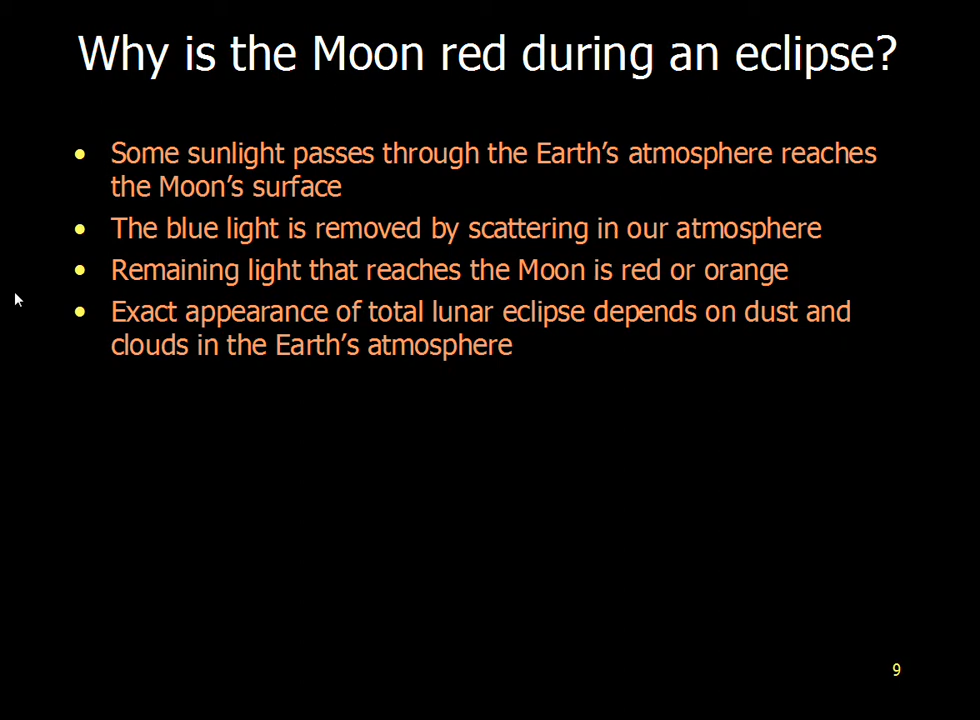 Why is the Moon red during an eclipse?
• Some sunlight passes through the Earth’s atmosphere reaches
the Moon’s surface
• The blue light is removed by scattering in our atmosphere
• Remaining light that reaches the Moon is red or orange
• Exact appearance of total lunar eclipse depends on dust and
clouds in the Earth’s atmosphere
9